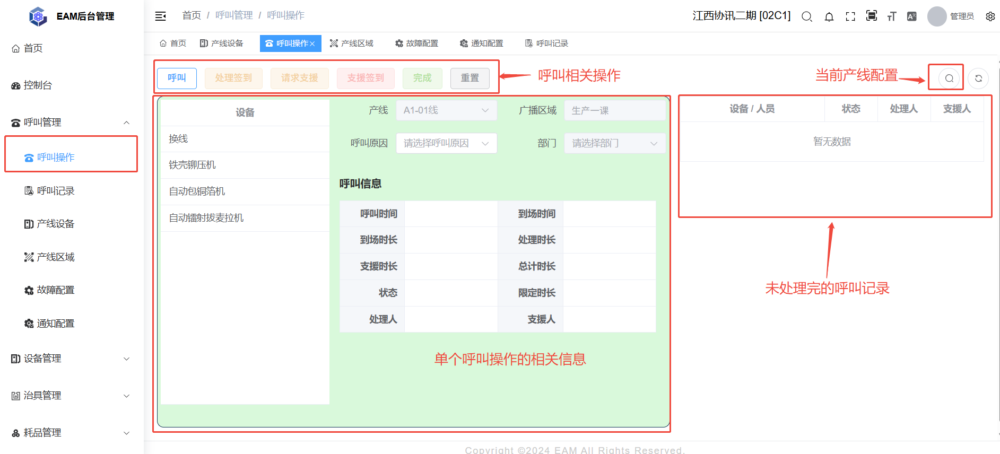 EAM后台管理
首页 / 呼叫管理 / 呼叫操作
江西协讯二期 [02C1]
管理员
首页
产线设备
呼叫操作
产线区域
故障配置
通知配置
呼叫记录
首页
控制台
呼叫管理
呼叫操作
呼叫记录
产线设备
产线区域
故障配置
通知配置
设备管理
治具管理
耗品管理
呼叫
处理签到
请求支援
支援签到
完成
重置
呼叫相关操作
当前产线配置
设备
换线
铁壳铆压机
自动包铜箔机
自动镭射拔麦拉机
产线 A1-01线 广播区域 生产一课
呼叫原因 请选择呼叫原因 部门 请选择部门
呼叫信息
呼叫时间 到场时间
到场时长 处理时长
支援时长 总计时长
状态 限定时长
处理人 支援人
单个呼叫操作的相关信息
设备 / 人员 状态 处理人 支援人
暂无数据
未处理完的呼叫记录
Copyright ©2024 EAM All Rights Reserved.